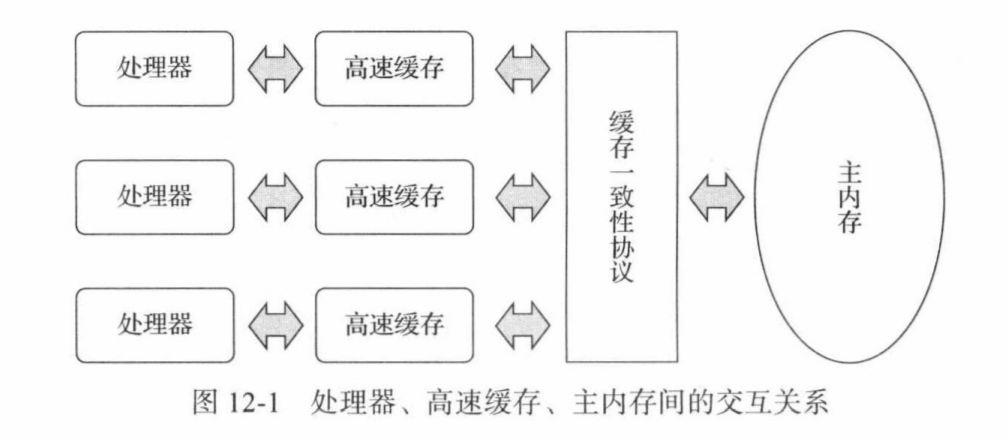 处理器
高速缓存
处理器
高速缓存
处理器
高速缓存
缓存一致性协议
主内存
图 12-1 处理器、高速缓存、主内存间的交互关系